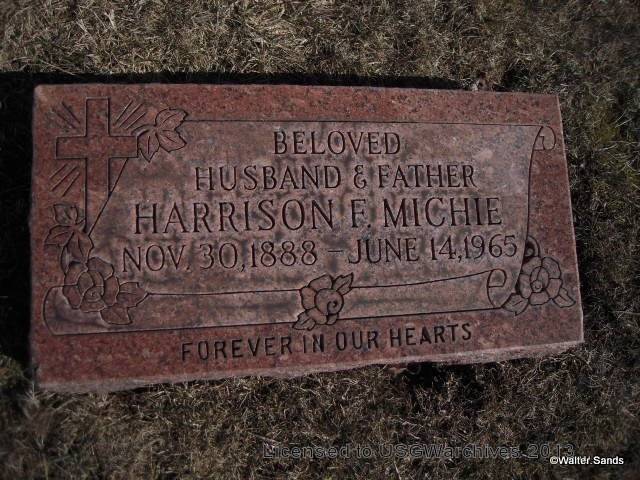 BELOVED
HUSBAND & FATHER
HARRISON F. MICHIE
NOV. 30, 1888 - JUNE 14, 1965
FOREVER IN OUR HEARTS
Licensed to USGWarchives 2013
©Walter Sands